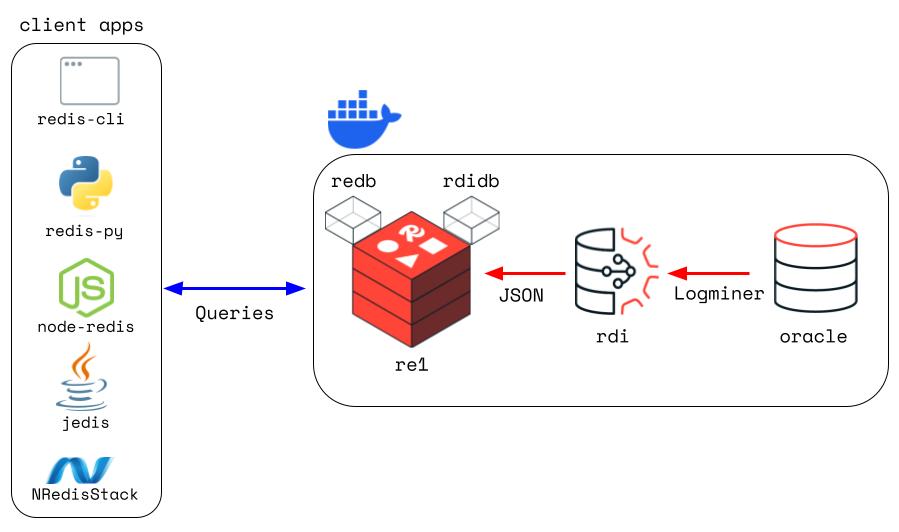 client apps
redis-cli
redis-py
JS
node-redis
jedis
NRedisStack
Queries
redb
rdidb
re1
JSON
rdi
Logminer
oracle